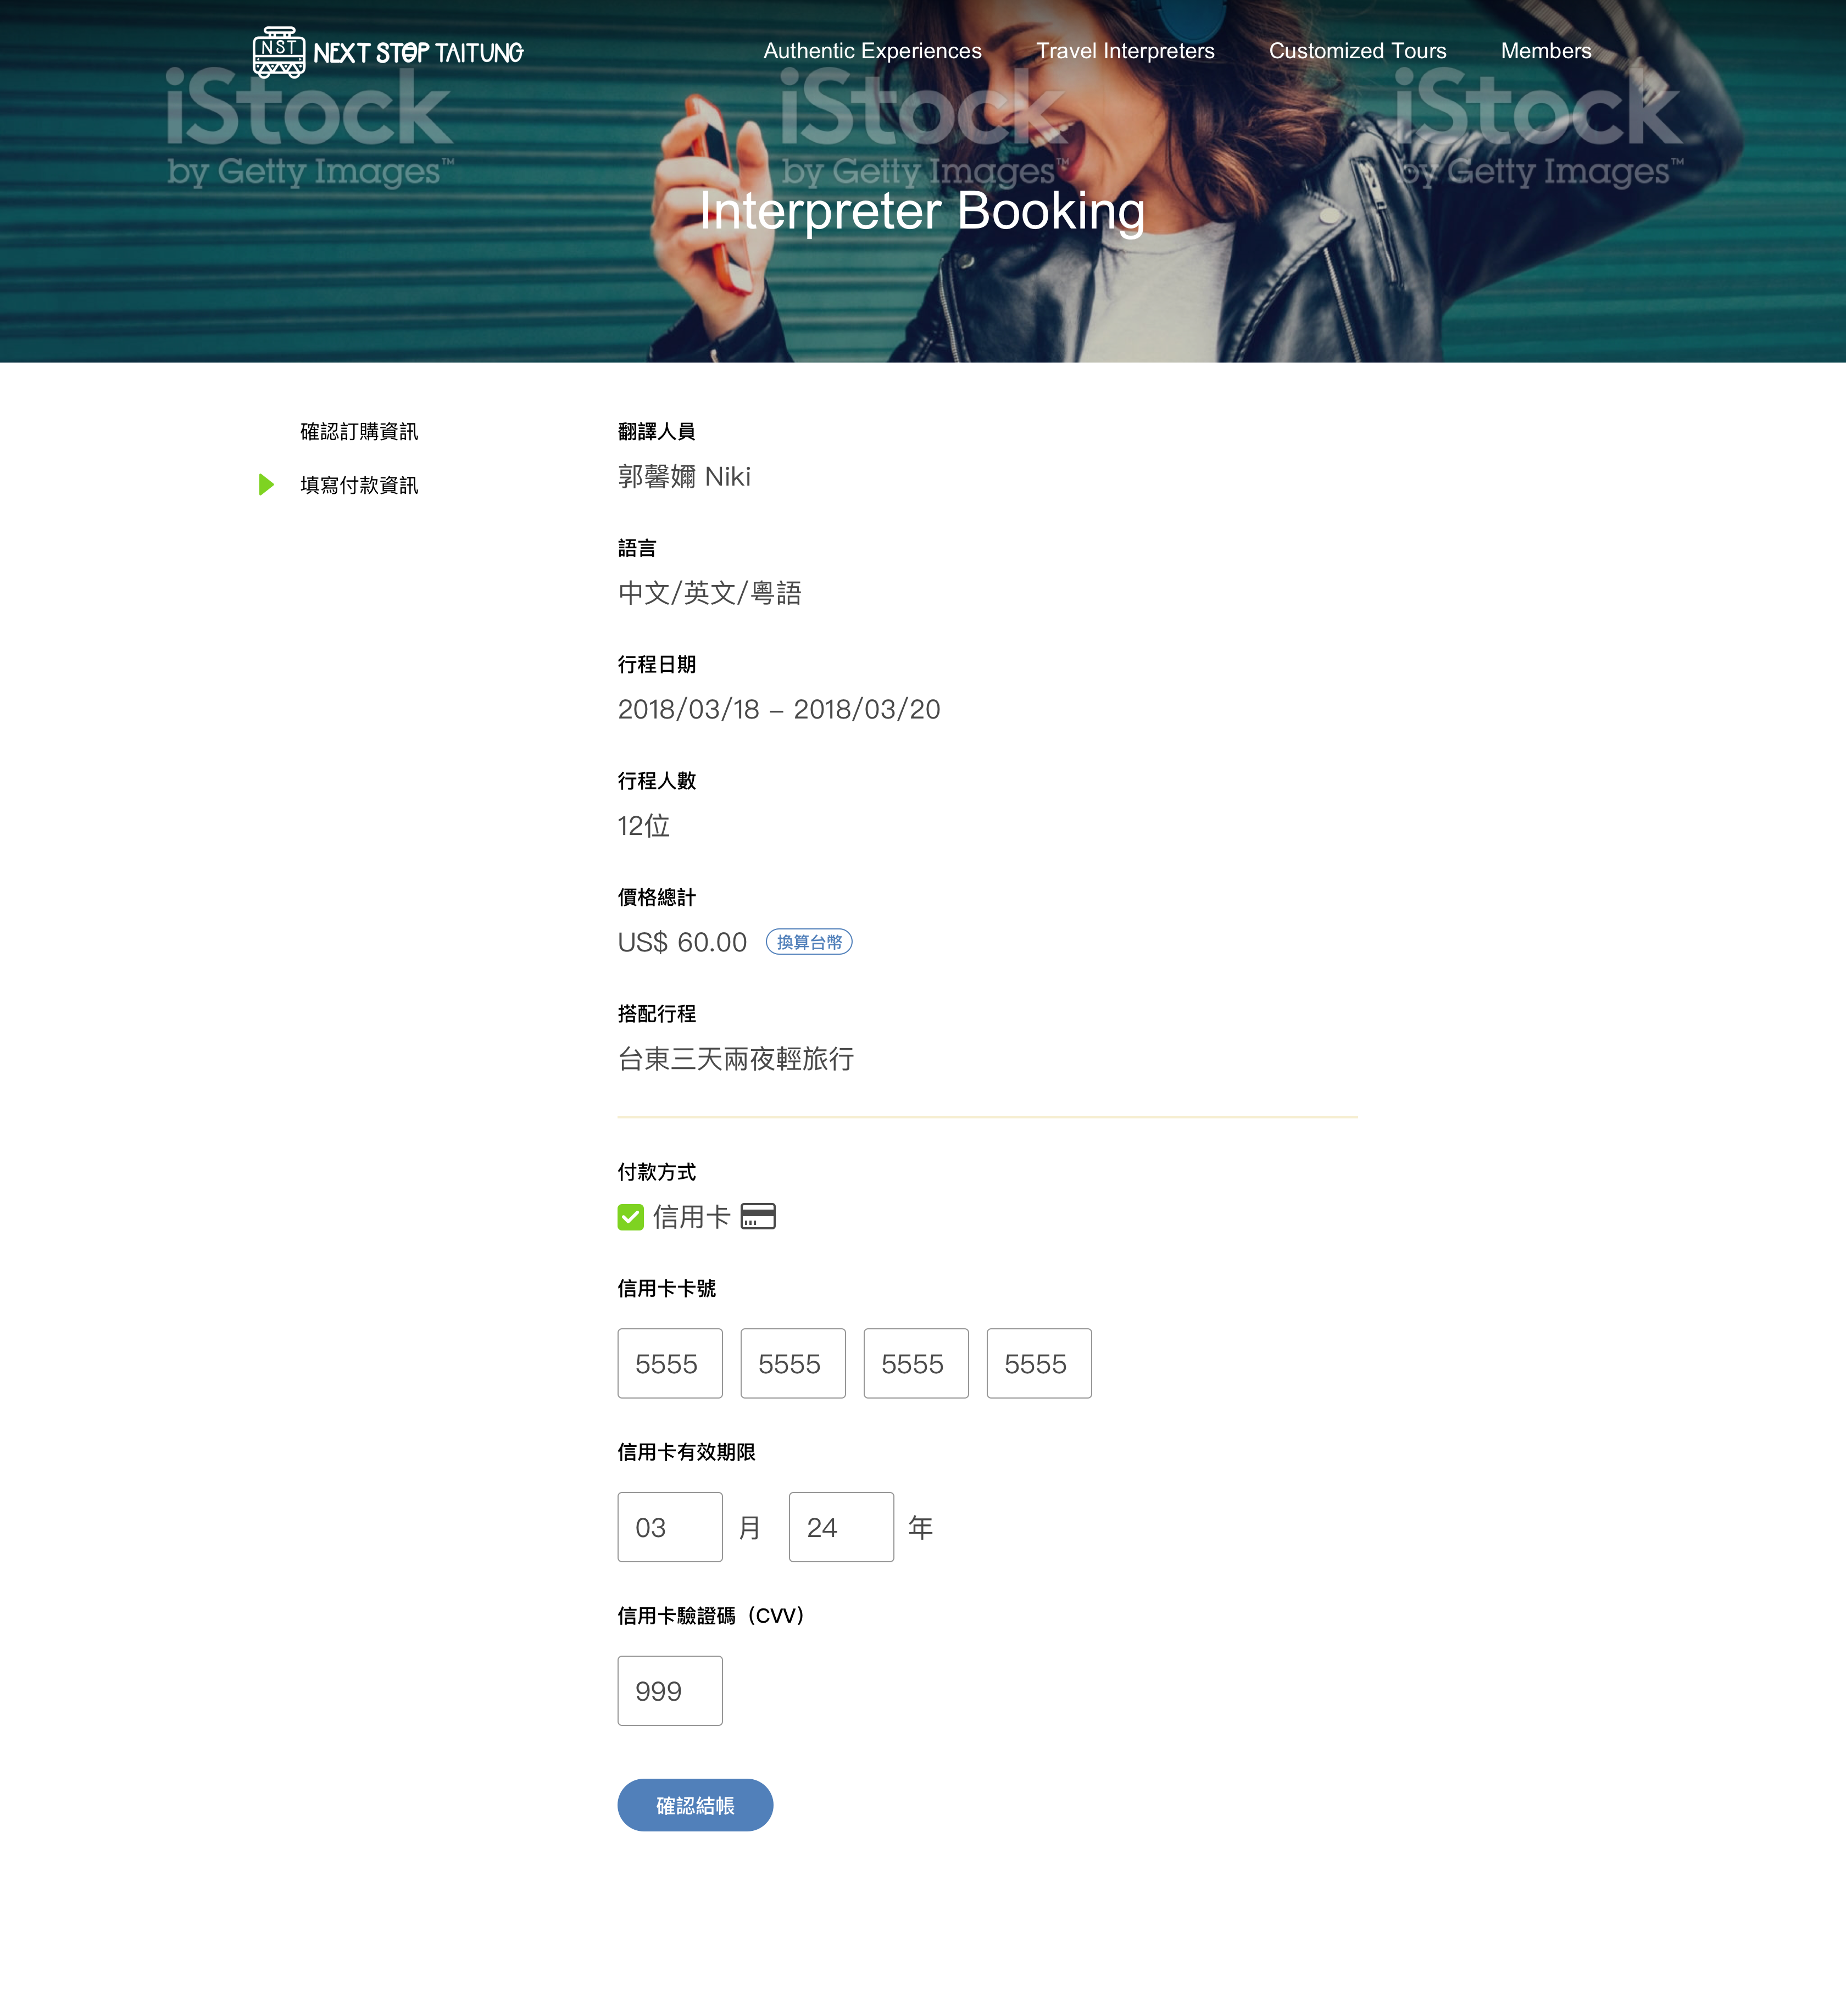 NST NEXT STOP TAITUNG
Authentic Experiences Travel Interpreters Customized Tours Members
iStock iStock iStock
by Getty Images™ by Getty Images™ by Getty Images™
Interpreter Booking
確認訂購資訊
填寫付款資訊
翻譯人員
郭馨嬭 Niki
語言
中文/英文/粵語
行程日期
2018/03/18 – 2018/03/20
行程人數
12位
價格總計
US$ 60.00 換算台幣
搭配行程
台東三天兩夜輕旅行
付款方式
信用卡
信用卡卡號
5555 5555 5555 5555
信用卡有效期限
03 月 24 年
信用卡驗證碼（CVV）
999
確認結帳